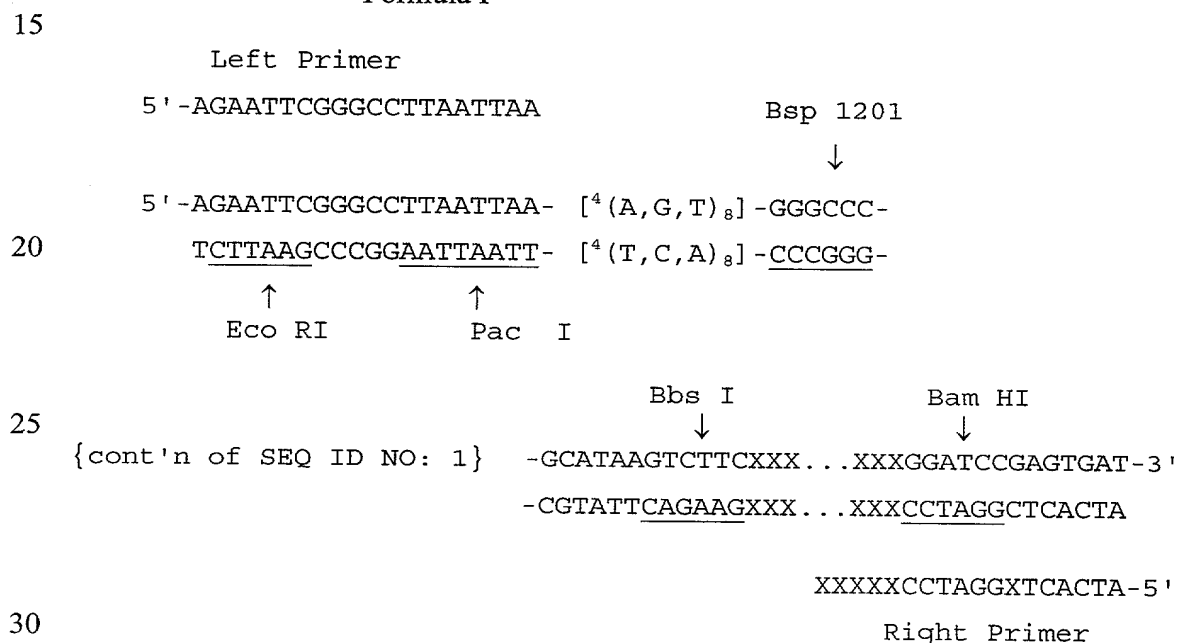 15
Left Primer
5'-AGAATTCGGGCCTTAATTAA
Bsp 1201
↓
5'-AGAATTCGGGCCTTAATTAA- [⁴(A,G,T)₈]-GGGCCC-
20 TCTTAAGCCCGGAATTAATT- [⁴(T,C,A)₈]-CCCGGG-
↑ ↑
Eco RI Pac I
Bbs I Bam HI
25 ↓ ↓
{cont'n of SEQ ID NO: 1} -GCATAAGTCTTCXXX...XXXGGATCCGAGTGAT-3'
-CGTATTCAGAAGXXX...XXXCCTAGGCTCACTA
XXXXXCCTAGGXTCACTA-5'
30 Right Primer